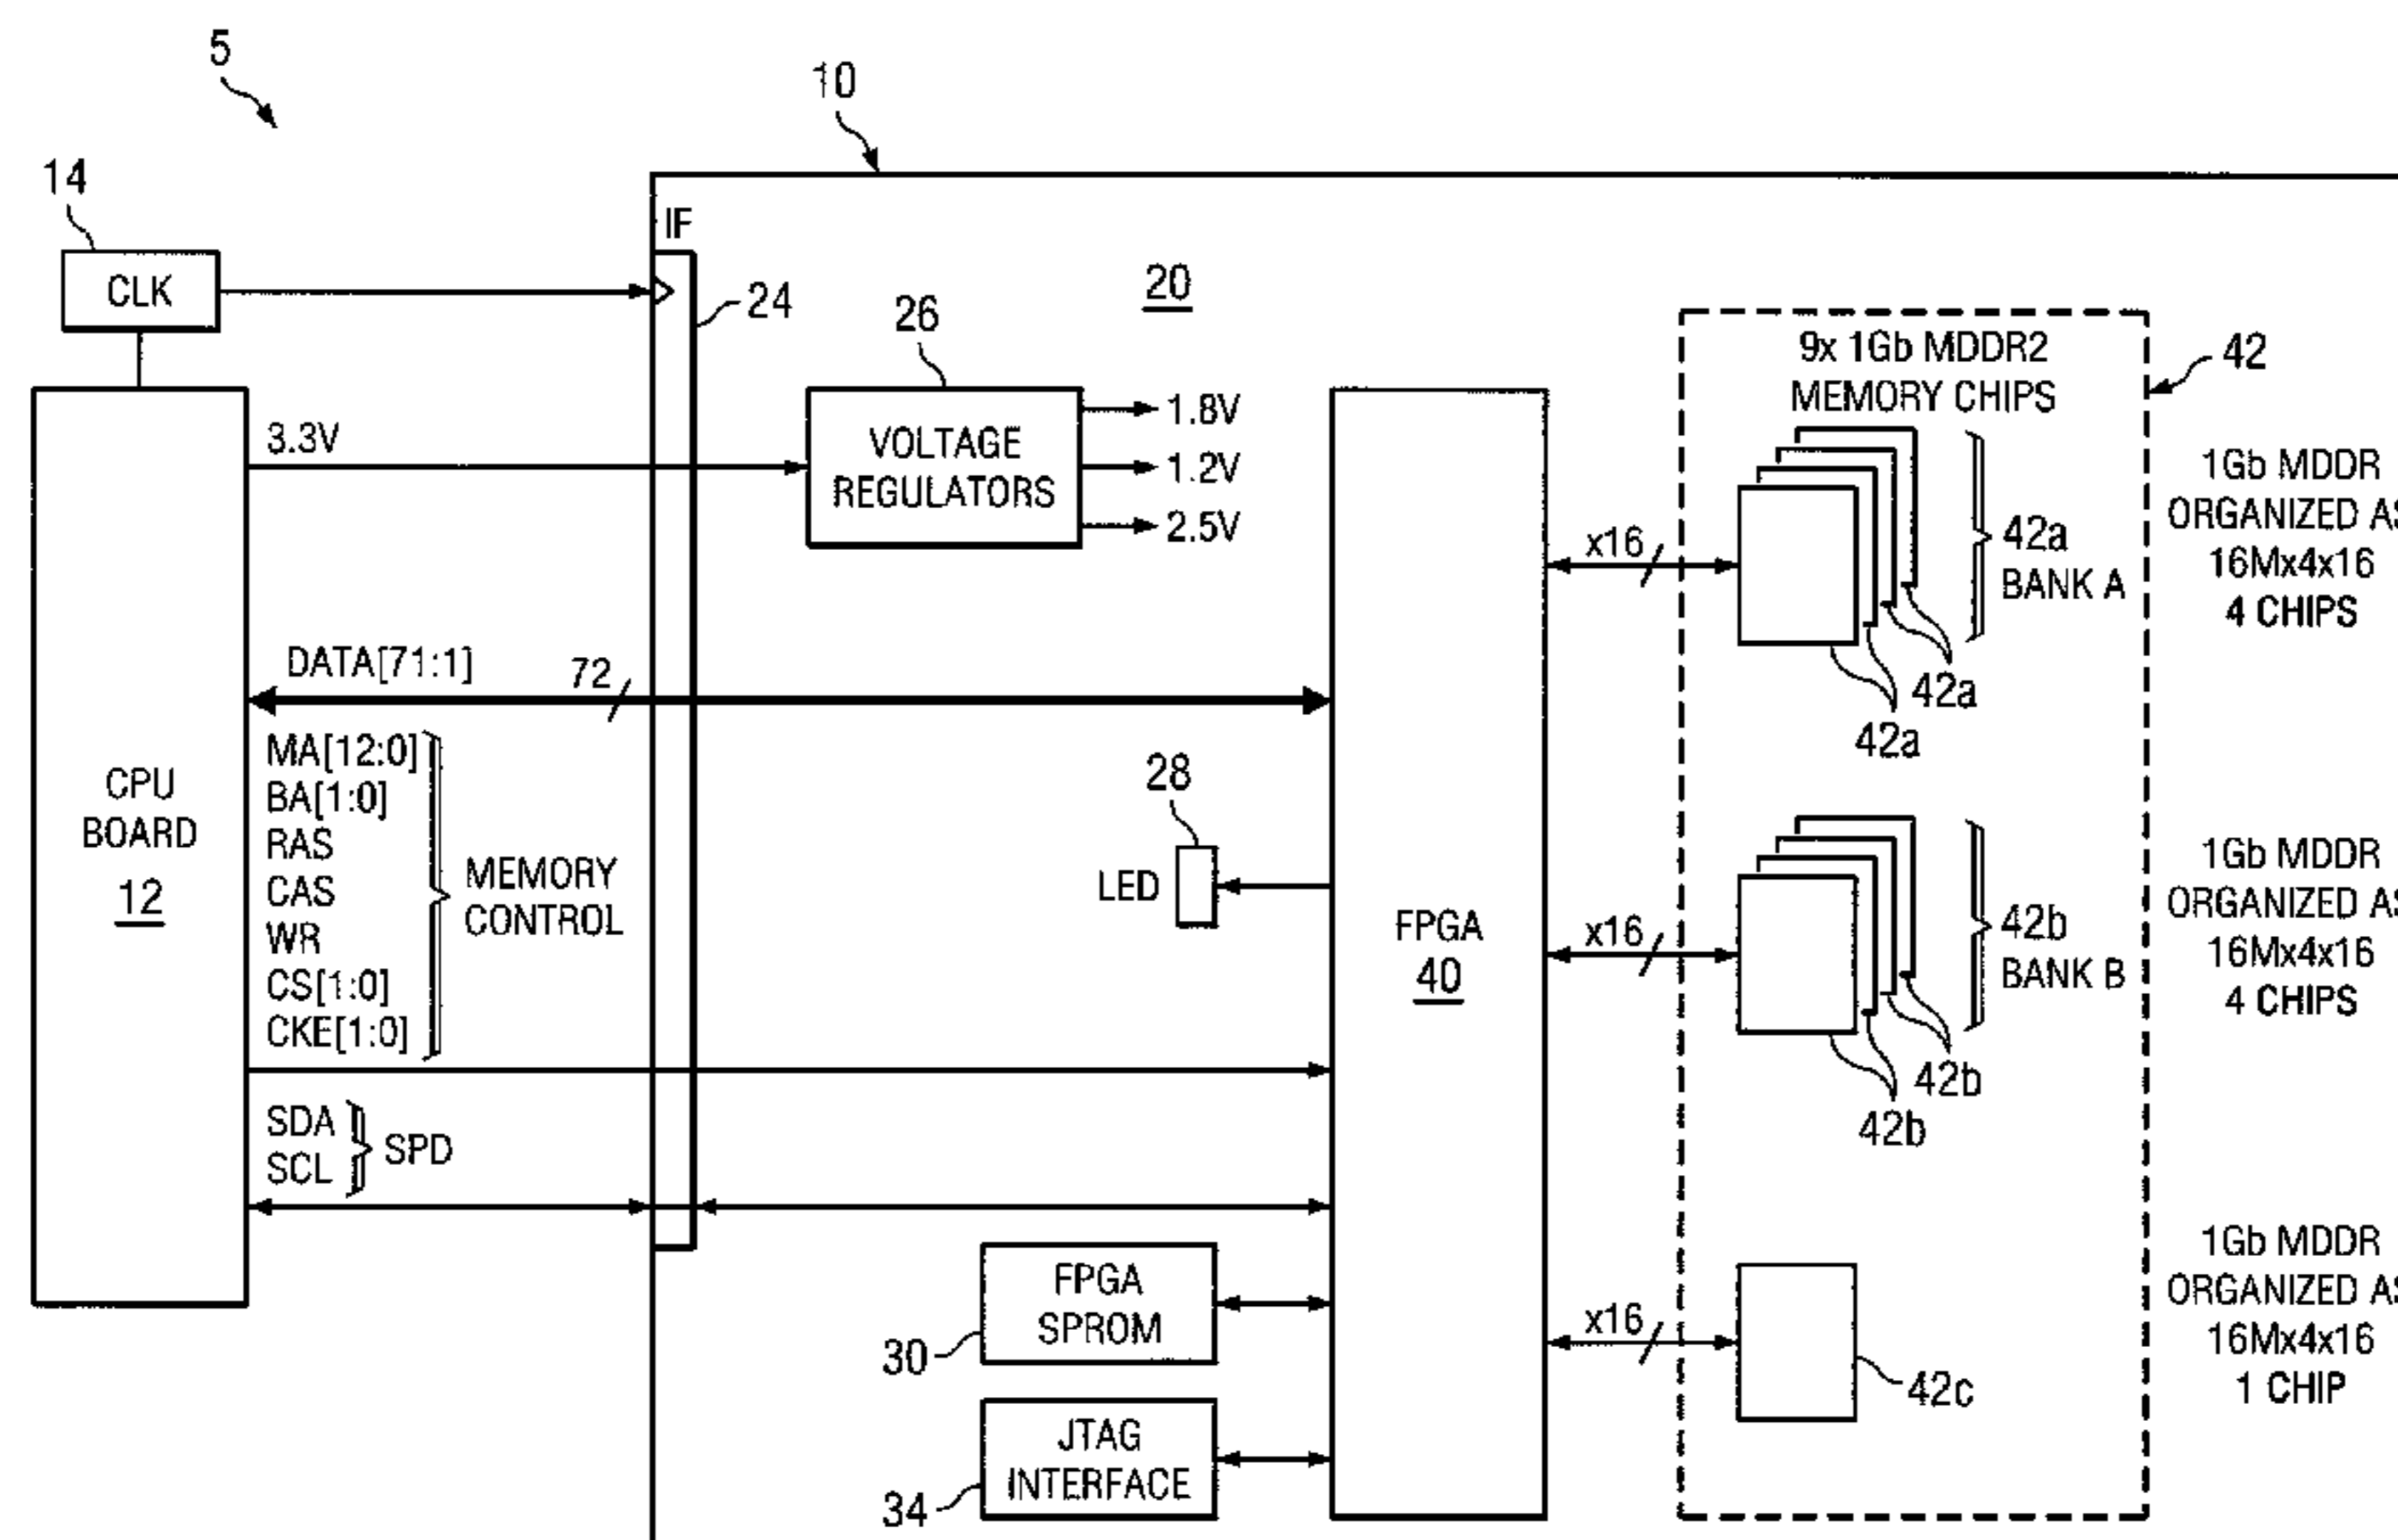 5
10
14
IF
CLK
24
20
26
9x 1Gb MDDR2
MEMORY CHIPS
42
3.3V
VOLTAGE
REGULATORS
1.8V
1.2V
2.5V
1Gb MDDR
ORGANIZED AS
16Mx4x16
4 CHIPS
x16
42a
BANK A
42a
42a
DATA[71:1]
72
CPU
BOARD
12
MA[12:0]
BA[1:0]
RAS
CAS
WR
CS[1:0]
CKE[1:0]
MEMORY
CONTROL
28
LED
FPGA
40
x16
42b
BANK B
42b
42b
1Gb MDDR
ORGANIZED AS
16Mx4x16
4 CHIPS
SDA
SCL
SPD
FPGA
SPROM
30
x16
42c
1Gb MDDR
ORGANIZED AS
16Mx4x16
1 CHIP
JTAG
INTERFACE
34